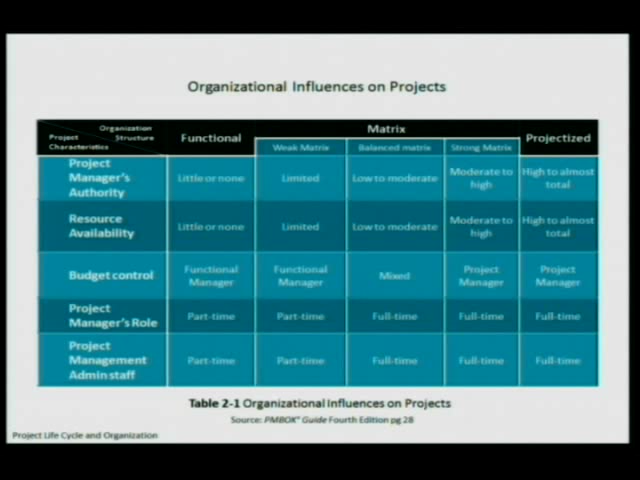 Organizational Influences on Projects
Organization Structure
Project Characteristics
Functional
Matrix
Projectized
Weak Matrix
Balanced matrix
Strong Matrix
Project Manager's Authority
Little or none
Limited
Low to moderate
Moderate to high
High to almost total
Resource Availability
Little or none
Limited
Low to moderate
Moderate to high
High to almost total
Budget control
Functional Manager
Functional Manager
Mixed
Project Manager
Project Manager
Project Manager's Role
Part-time
Part-time
Full-time
Full-time
Full-time
Project Management Admin staff
Part-time
Part-time
Full-time
Full-time
Full-time
Table 2-1 Organizational Influences on Projects
Source: PMBOK® Guide Fourth Edition pg 28
Project Life Cycle and Organization